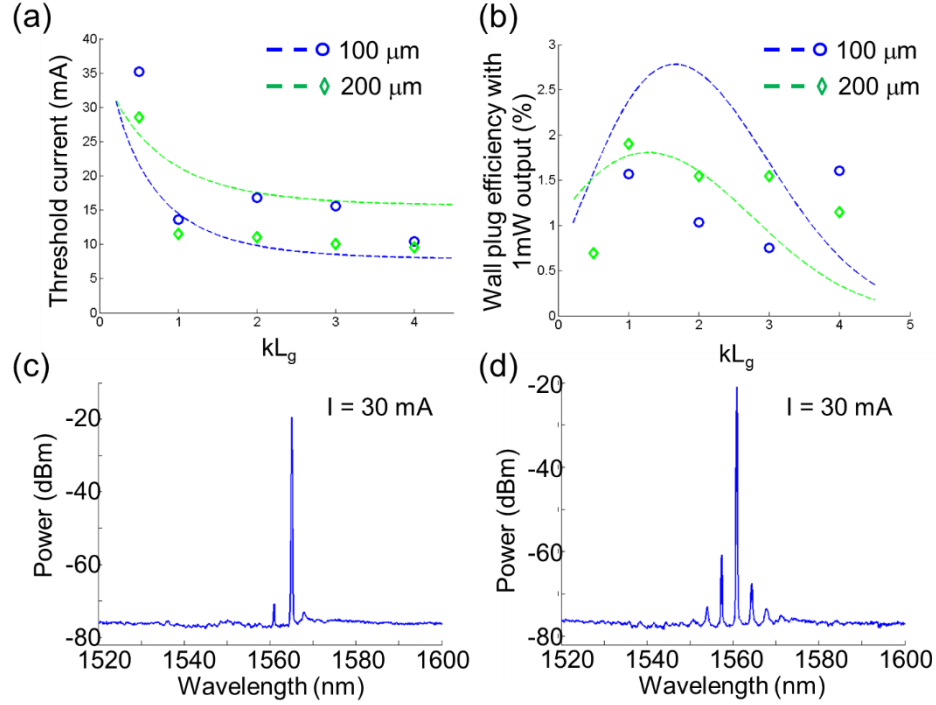 (a)
100 μm
200 μm
Threshold current (mA)
40
35
30
25
20
15
10
5
0
0
1
2
3
4
kLg
(b)
100 μm
200 μm
Wall plug efficiency with
1mW output (%)
3
2.5
2
1.5
1
0.5
0
0
1
2
3
4
5
kLg
(c)
I = 30 mA
Power (dBm)
-20
-40
-60
-80
1520
1540
1560
1580
1600
Wavelength (nm)
(d)
I = 30 mA
Power (dBm)
-20
-40
-60
-80
1520
1540
1560
1580
1600
Wavelength (nm)